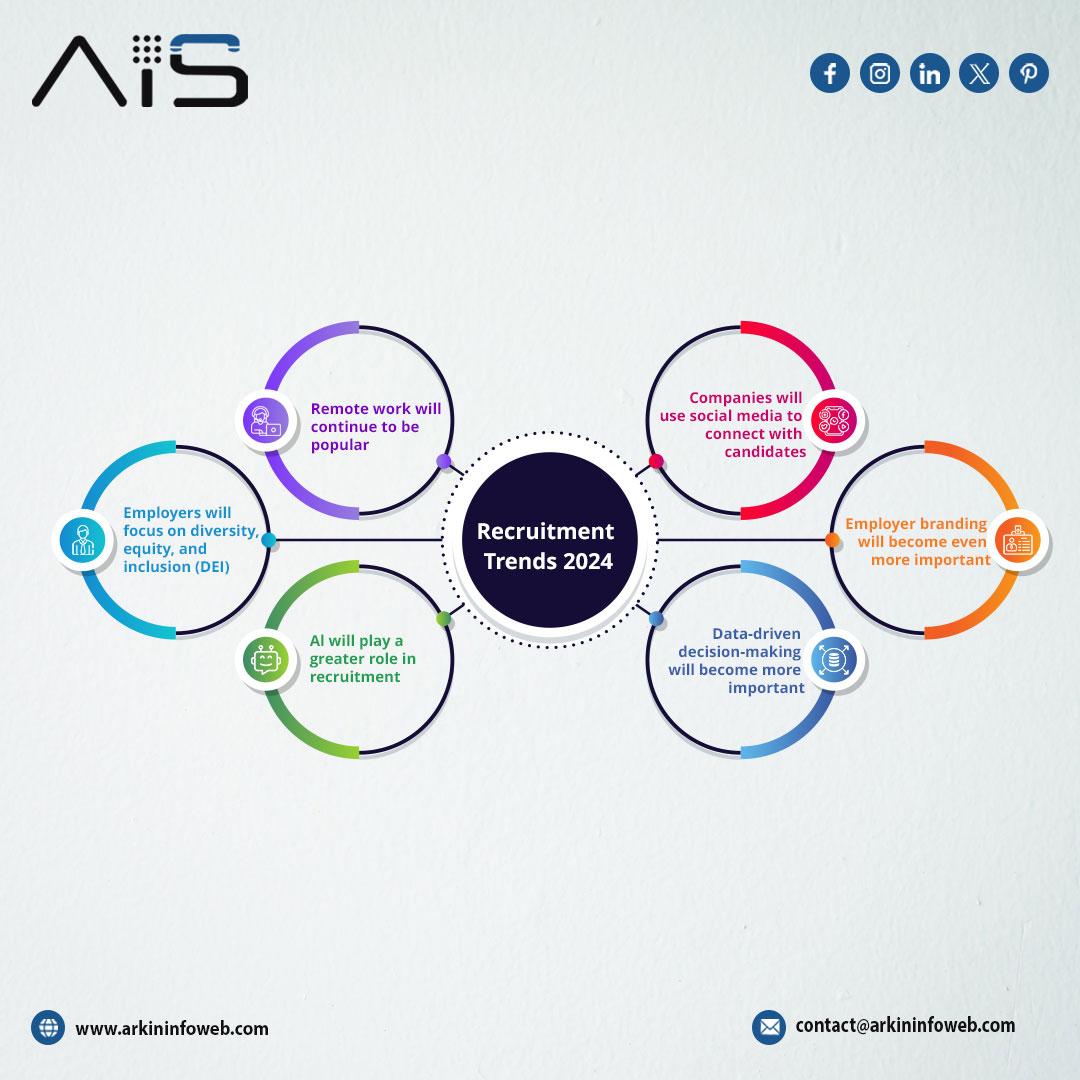 AiS
Remote work will
continue to be
popular
Companies will
use social media to
connect with
candidates
Employers will
focus on diversity,
equity, and
inclusion (DEI)
Recruitment
Trends 2024
Employer branding
will become even
more important
AI will play a
greater role in
recruitment
Data-driven
decision-making
will become more
important
www.arkininfoweb.com
contact@arkininfoweb.com